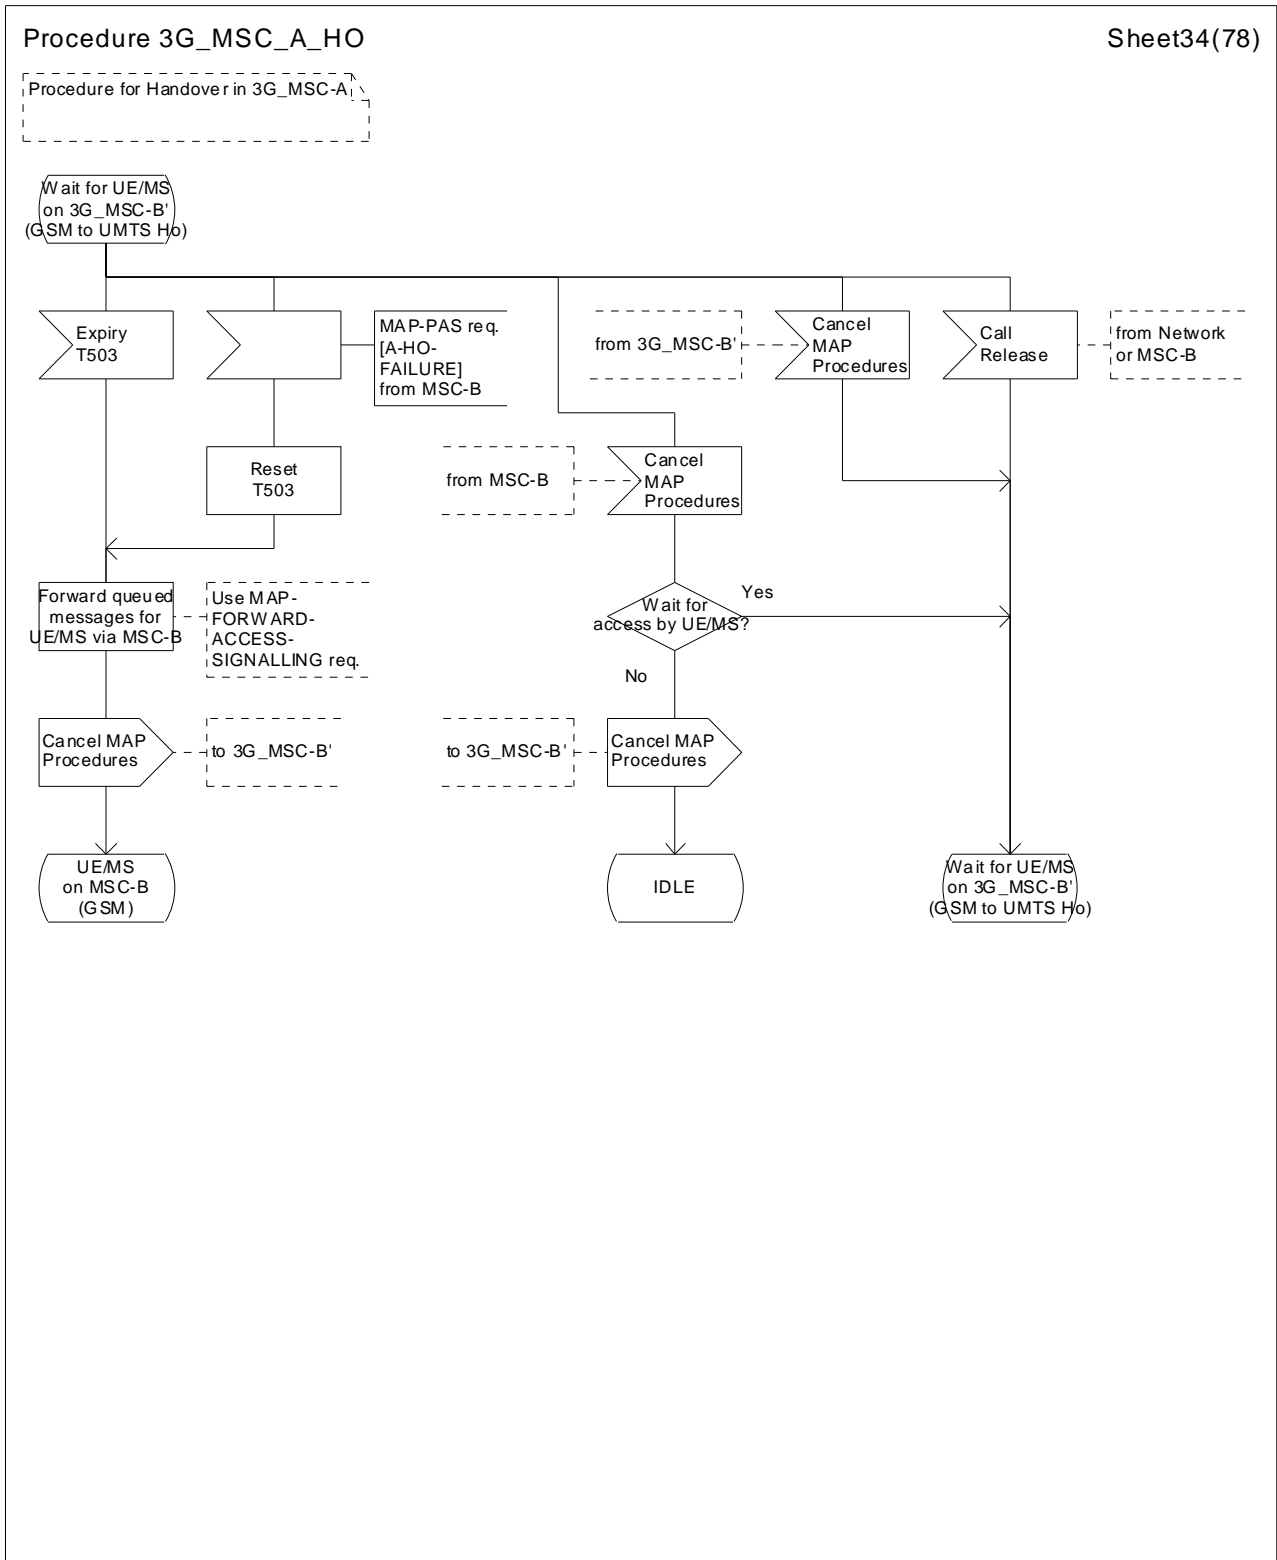 Procedure 3G_MSC_A_HO
Sheet34(78)
Procedure for Handover in 3G_MSC-A
Wait for UE/MS
on 3G_MSC-B'
(GSM to UMTS Ho)
Expiry
T503
MAP-PAS req.
[A-HO-
FAILURE]
from MSC-B
from 3G_MSC-B'
Cancel
MAP
Procedures
Call
Release
from Network
or MSC-B
Reset
T503
from MSC-B
Cancel
MAP
Procedures
Forward queued
messages for
UE/MS via MSC-B
Use MAP-
FORWARD-
ACCESS-
SIGNALLING req.
Wait for
access by UE/MS?
Yes
No
Cancel MAP
Procedures
to 3G_MSC-B'
to 3G_MSC-B'
Cancel MAP
Procedures
UE/MS
on MSC-B
(GSM)
IDLE
Wait for UE/MS
on 3G_MSC-B'
(GSM to UMTS Ho)